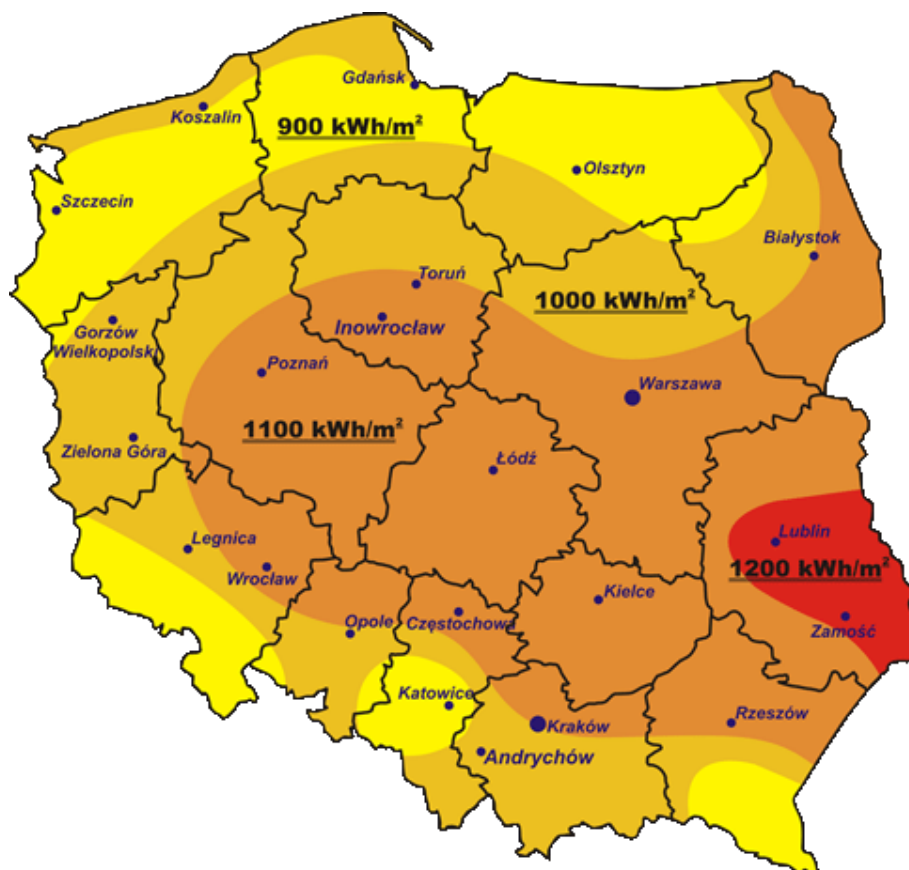 Gdańsk
Koszalin
900 kWh/m²
Olsztyn
Szczecin
Białystok
Toruń
1000 kWh/m²
Inowrocław
Gorzów
Wielkopolski
Poznań
Warszawa
1100 kWh/m²
Zielona Góra
Łódź
Legnica
Lublin
Wrocław
1200 kWh/m²
Kielce
Opole
Częstochowa
Zamość
Katowice
Kraków
Rzeszów
Andrychów